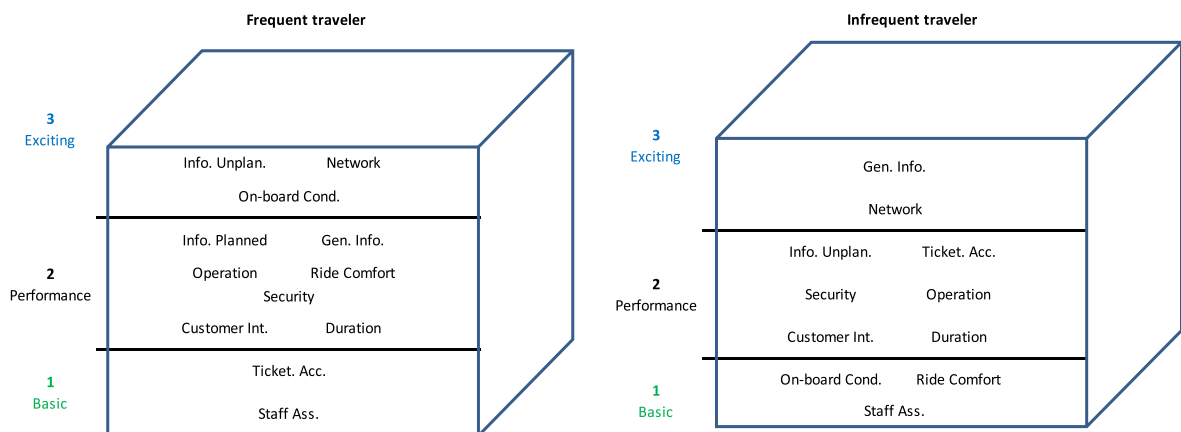 Frequent traveler
3
Exciting
Info. Unplan. Network
On-board Cond.
Info. Planned Gen. Info.
2
Performance
Operation Ride Comfort
Security
Customer Int. Duration
1
Basic
Ticket. Acc.
Staff Ass.
Infrequent traveler
3
Exciting
Gen. Info.
Network
Info. Unplan. Ticket. Acc.
2
Performance
Security Operation
Customer Int. Duration
1
Basic
On-board Cond. Ride Comfort
Staff Ass.